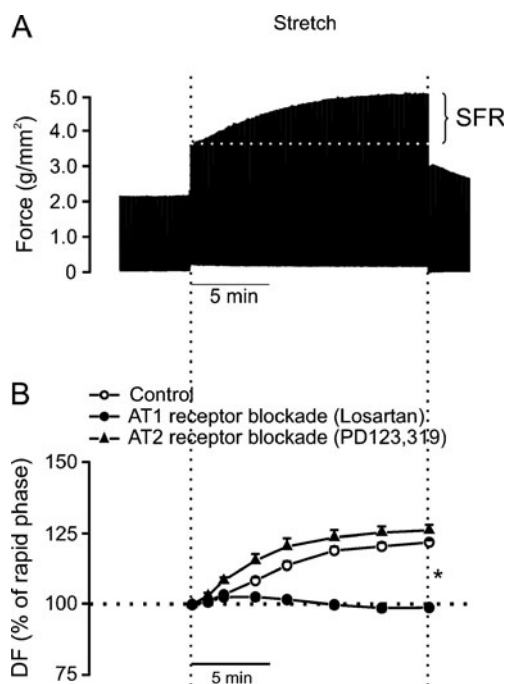 A
Stretch
5.0
4.0
3.0
2.0
1.0
0
Force (g/mm²)
SFR
5 min
B
Control
AT1 receptor blockade (Losartan)
AT2 receptor blockade (PD123,319)
150
125
100
75
DF (% of rapid phase)
*
5 min